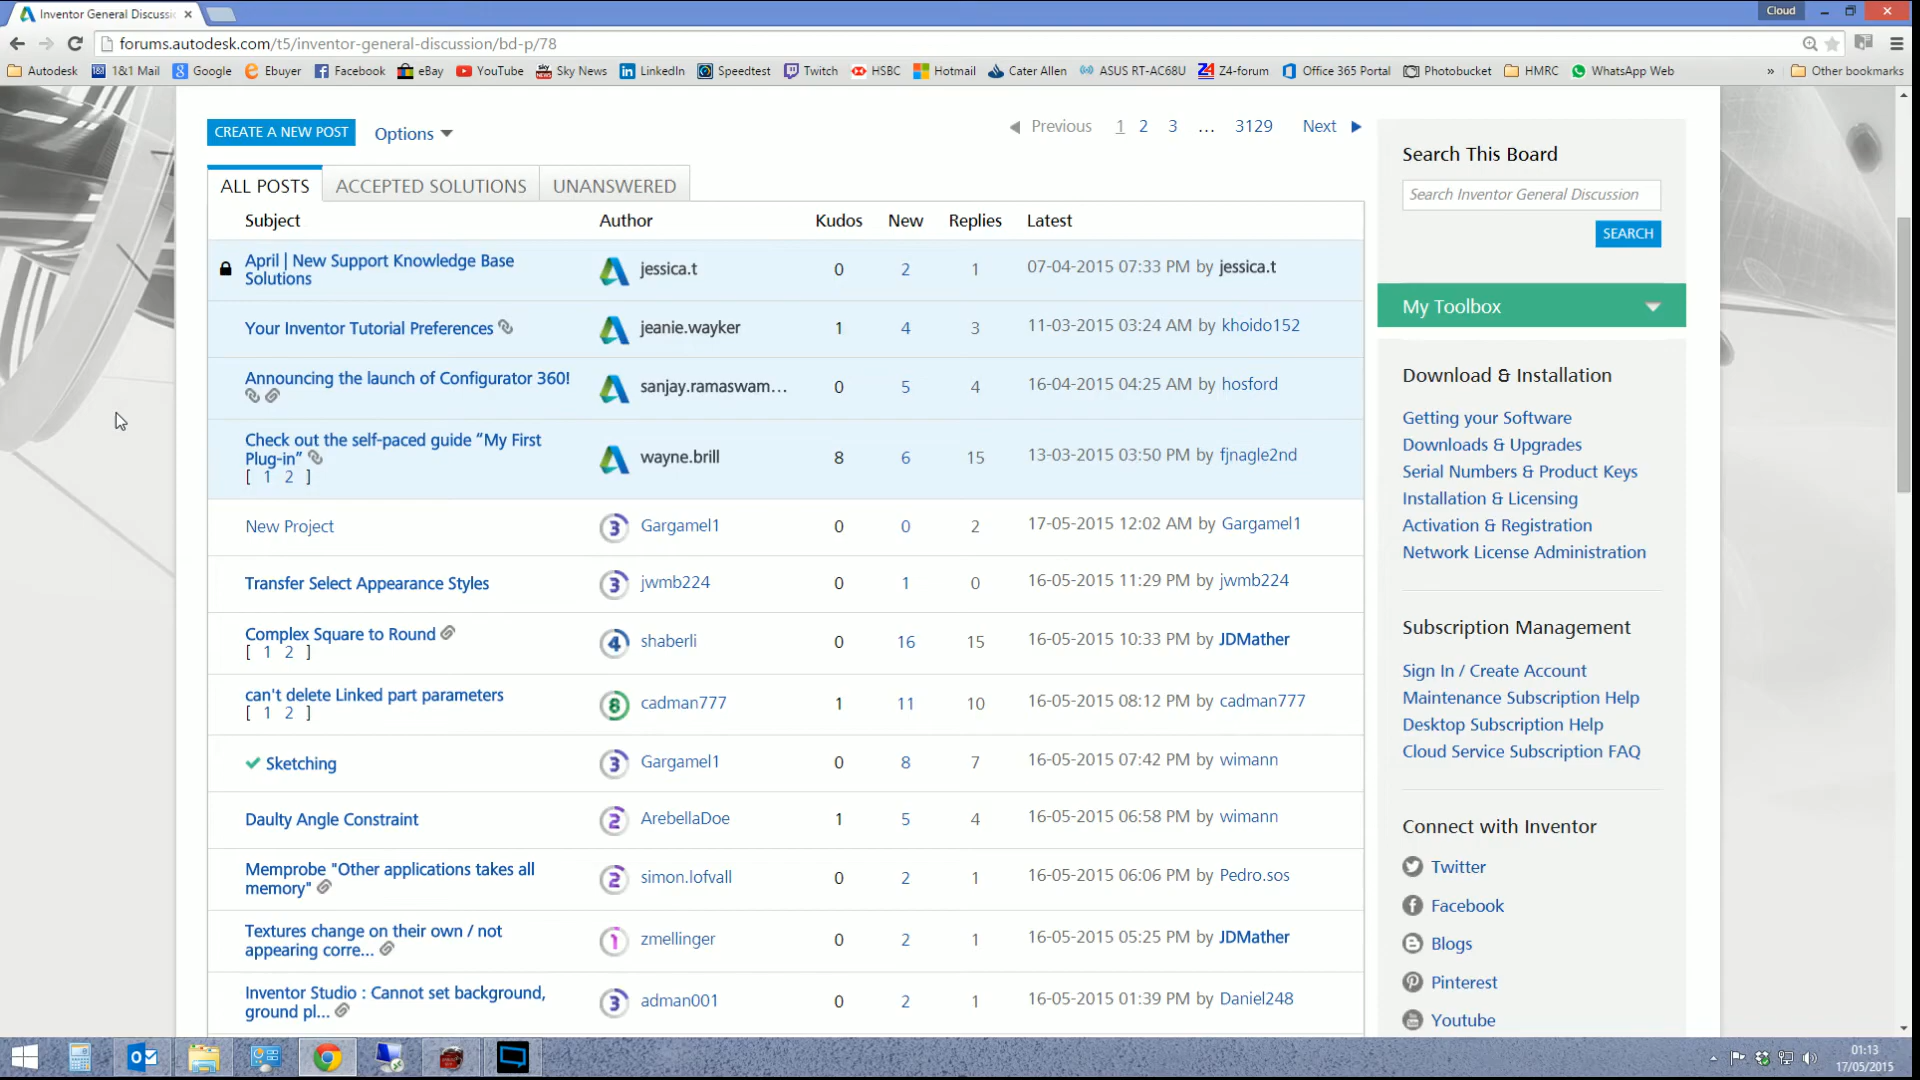 Inventor General Discussi
Cloud
forums.autodesk.com/t5/inventor-general-discussion/bd-p/78
Autodesk 1&1 Mail Google Ebuyer Facebook eBay YouTube Sky News LinkedIn Speedtest Twitch HSBC Hotmail Cater Allen ASUS RT-AC68U Z4-forum Office 365 Portal Photobucket HMRC WhatsApp Web » Other bookmarks
CREATE A NEW POST Options
Previous 1 2 3 ... 3129 Next
ALL POSTS ACCEPTED SOLUTIONS UNANSWERED
Subject Author Kudos New Replies Latest
April | New Support Knowledge Base
Solutions
jessica.t 0 2 1 07-04-2015 07:33 PM by jessica.t
Your Inventor Tutorial Preferences jeanie.wayker 1 4 3 11-03-2015 03:24 AM by khoido152
Announcing the launch of Configurator 360!
sanjay.ramaswam... 0 5 4 16-04-2015 04:25 AM by hosford
Check out the self-paced guide “My First
Plug-in”
[ 1 2 ]
wayne.brill 8 6 15 13-03-2015 03:50 PM by fjnagle2nd
New Project 3 Gargamel1 0 0 2 17-05-2015 12:02 AM by Gargamel1
Transfer Select Appearance Styles 3 jwmb224 0 1 0 16-05-2015 11:29 PM by jwmb224
Complex Square to Round
[ 1 2 ]
4 shaberli 0 16 15 16-05-2015 10:33 PM by JDMather
can't delete Linked part parameters
[ 1 2 ]
8 cadman777 1 11 10 16-05-2015 08:12 PM by cadman777
Sketching 3 Gargamel1 0 8 7 16-05-2015 07:42 PM by wimann
Daulty Angle Constraint 2 ArebellaDoe 1 5 4 16-05-2015 06:58 PM by wimann
Memprobe "Other applications takes all
memory"
2 simon.lofvall 0 2 1 16-05-2015 06:06 PM by Pedro.sos
Textures change on their own / not
appearing corre...
1 zmellinger 0 2 1 16-05-2015 05:25 PM by JDMather
Inventor Studio : Cannot set background,
ground pl...
3 adman001 0 2 1 16-05-2015 01:39 PM by Daniel248
Search This Board
Search Inventor General Discussion
SEARCH
My Toolbox
Download & Installation
Getting your Software
Downloads & Upgrades
Serial Numbers & Product Keys
Installation & Licensing
Activation & Registration
Network License Administration
Subscription Management
Sign In / Create Account
Maintenance Subscription Help
Desktop Subscription Help
Cloud Service Subscription FAQ
Connect with Inventor
Twitter
Facebook
Blogs
Pinterest
Youtube
01:13
17/05/2015